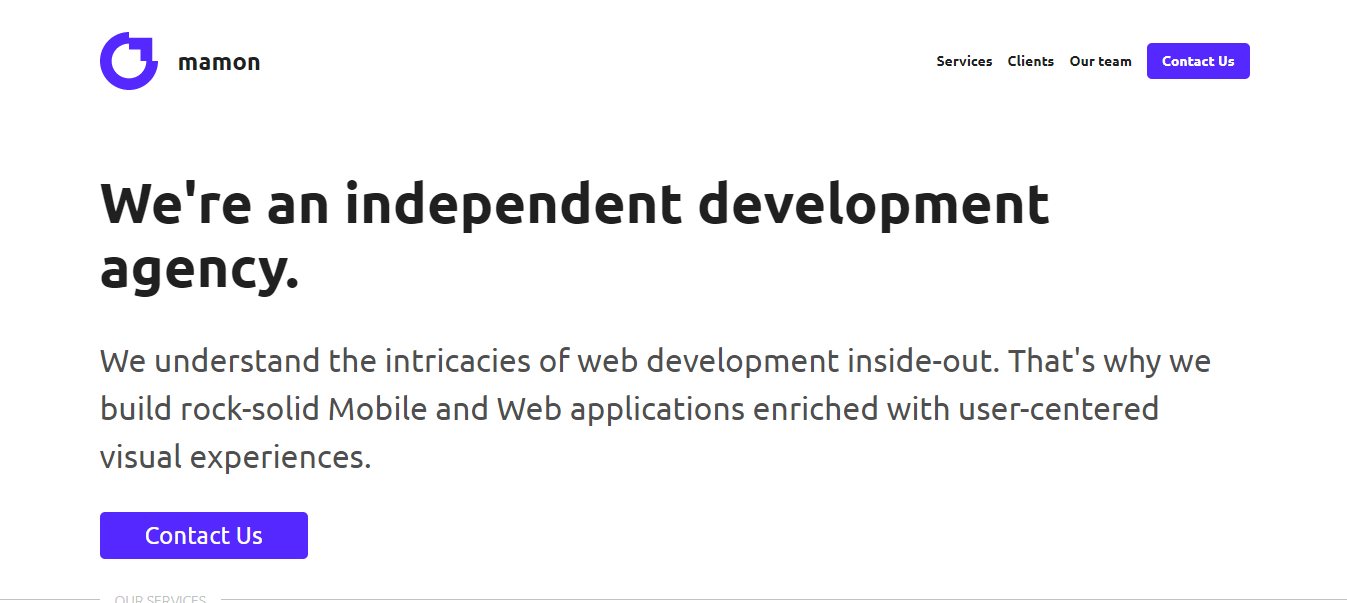 mamon
Services Clients Our team Contact Us
We're an independent development
agency.
We understand the intricacies of web development inside-out. That's why we
build rock-solid Mobile and Web applications enriched with user-centered
visual experiences.
Contact Us
OUR SERVICES